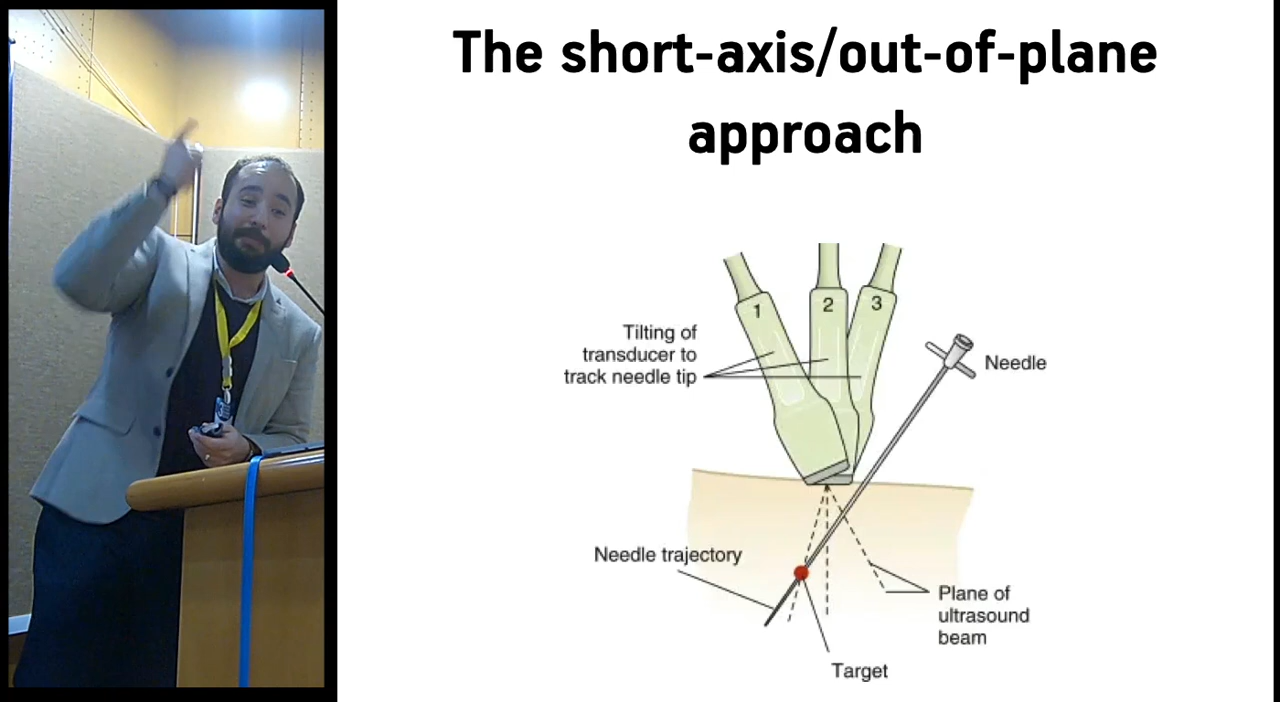 The short-axis/out-of-plane
approach
1
2
3
Tilting of
transducer to
track needle tip
Needle
Needle trajectory
Plane of
ultrasound
beam
Target